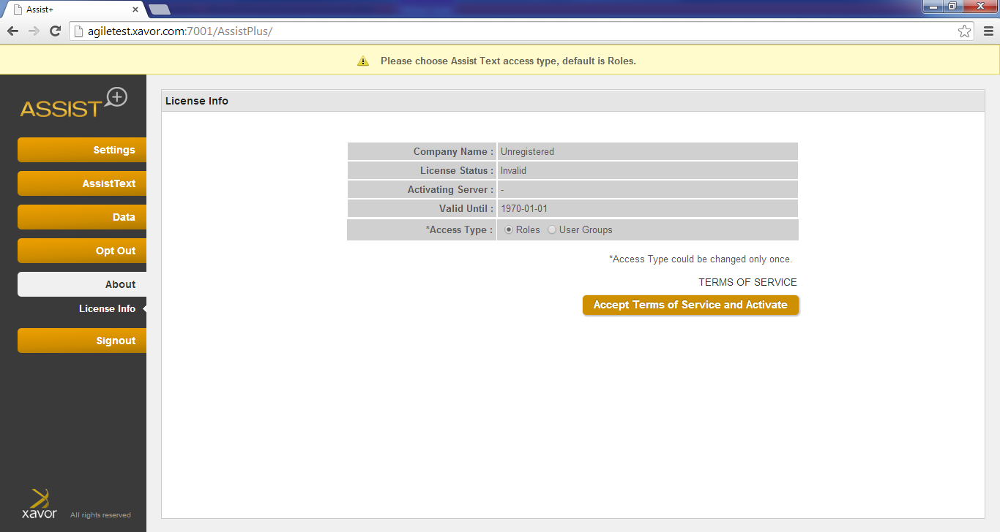 Assist+
agiletest.xavor.com:7001/AssistPlus/
Please choose Assist Text access type, default is Roles.
ASSIST+
Settings
AssistText
Data
Opt Out
About
License Info
Signout
xavor All rights reserved
License Info
Company Name : Unregistered
License Status : Invalid
Activating Server : -
Valid Until : 1970-01-01
*Access Type : Roles User Groups
*Access Type could be changed only once.
TERMS OF SERVICE
Accept Terms of Service and Activate